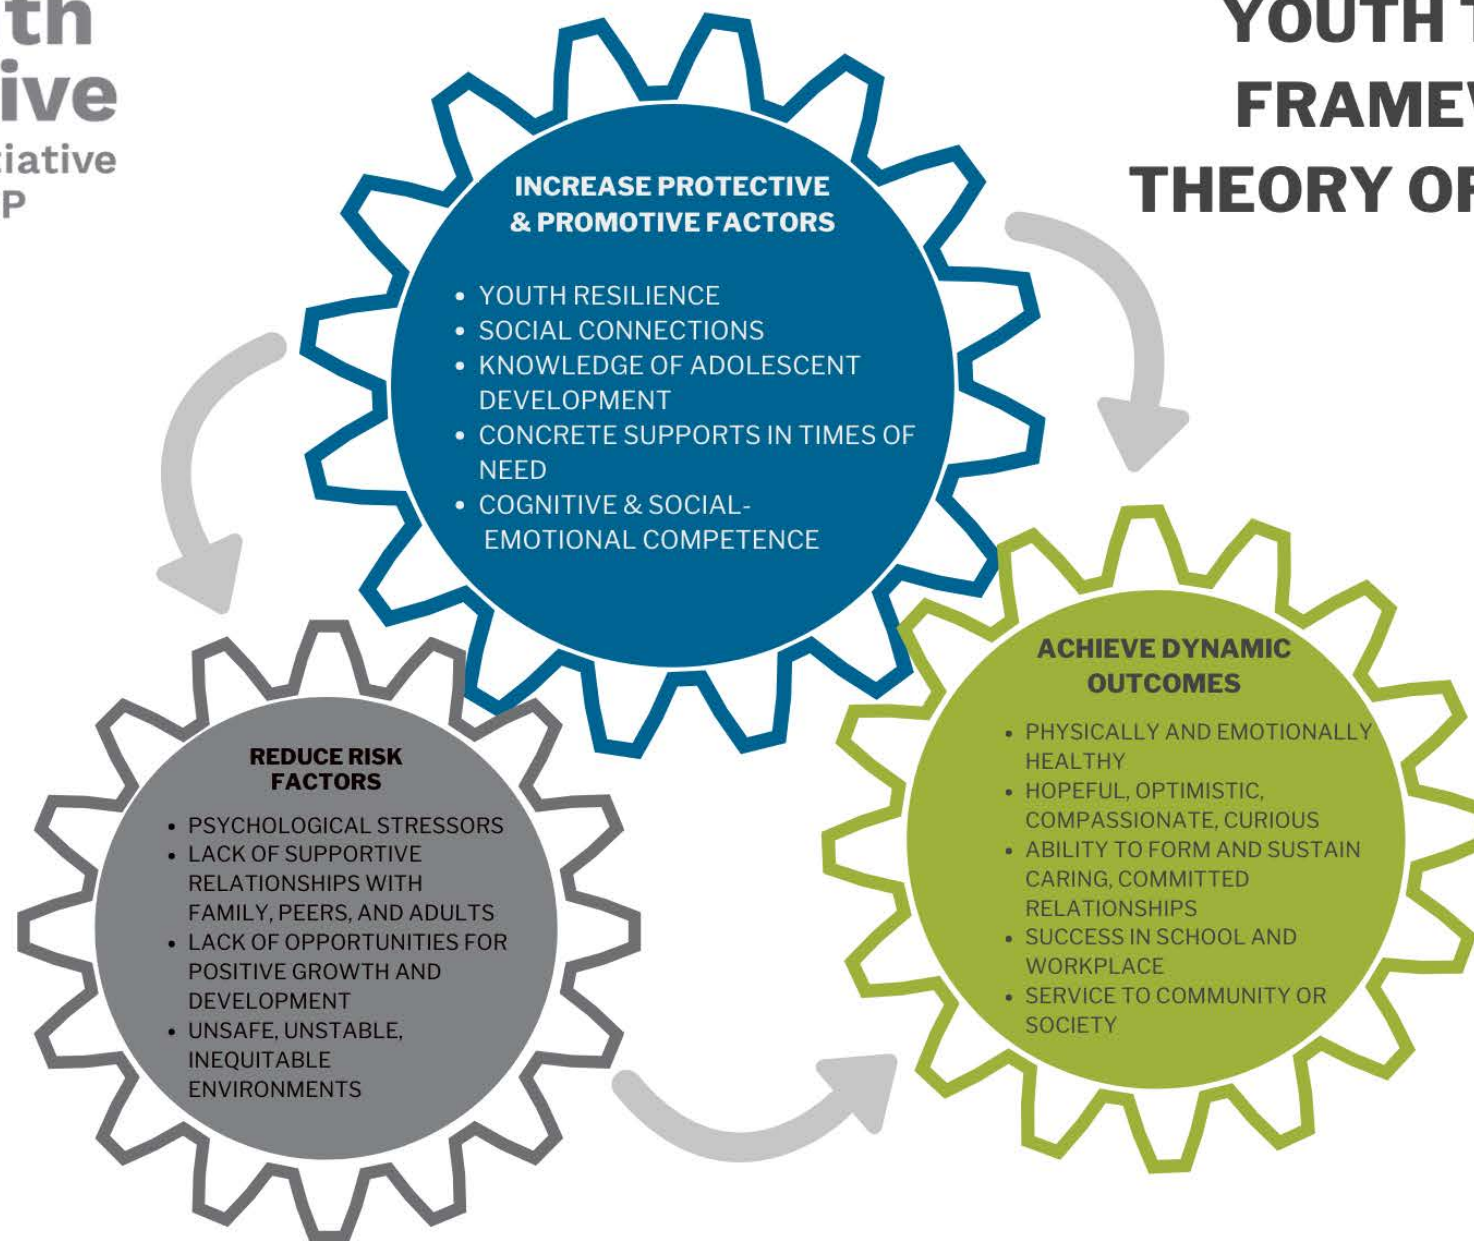 th
ive
tiative
P
YOUTH T
FRAMEW
THEORY OF
INCREASE PROTECTIVE
& PROMOTIVE FACTORS
• YOUTH RESILIENCE
• SOCIAL CONNECTIONS
• KNOWLEDGE OF ADOLESCENT
DEVELOPMENT
• CONCRETE SUPPORTS IN TIMES OF
NEED
• COGNITIVE & SOCIAL-
EMOTIONAL COMPETENCE
REDUCE RISK
FACTORS
• PSYCHOLOGICAL STRESSORS
• LACK OF SUPPORTIVE
RELATIONSHIPS WITH
FAMILY, PEERS, AND ADULTS
• LACK OF OPPORTUNITIES FOR
POSITIVE GROWTH AND
DEVELOPMENT
• UNSAFE, UNSTABLE,
INEQUITABLE
ENVIRONMENTS
ACHIEVE DYNAMIC
OUTCOMES
• PHYSICALLY AND EMOTIONALLY
HEALTHY
• HOPEFUL, OPTIMISTIC,
COMPASSIONATE, CURIOUS
• ABILITY TO FORM AND SUSTAIN
CARING, COMMITTED
RELATIONSHIPS
• SUCCESS IN SCHOOL AND
WORKPLACE
• SERVICE TO COMMUNITY OR
SOCIETY